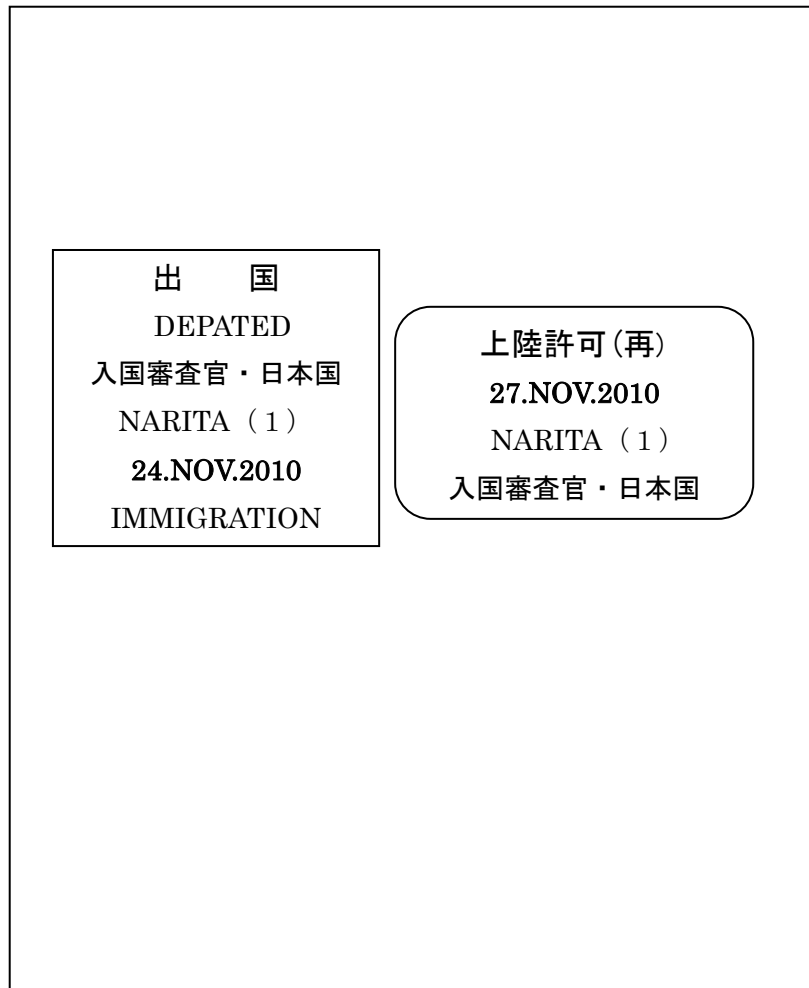 出　　国
DEPATED
入国審査官・日本国
NARITA（１）
24.NOV.2010
IMMIGRATION
上陸許可(再)
27.NOV.2010
NARITA（１）
入国審査官・日本国